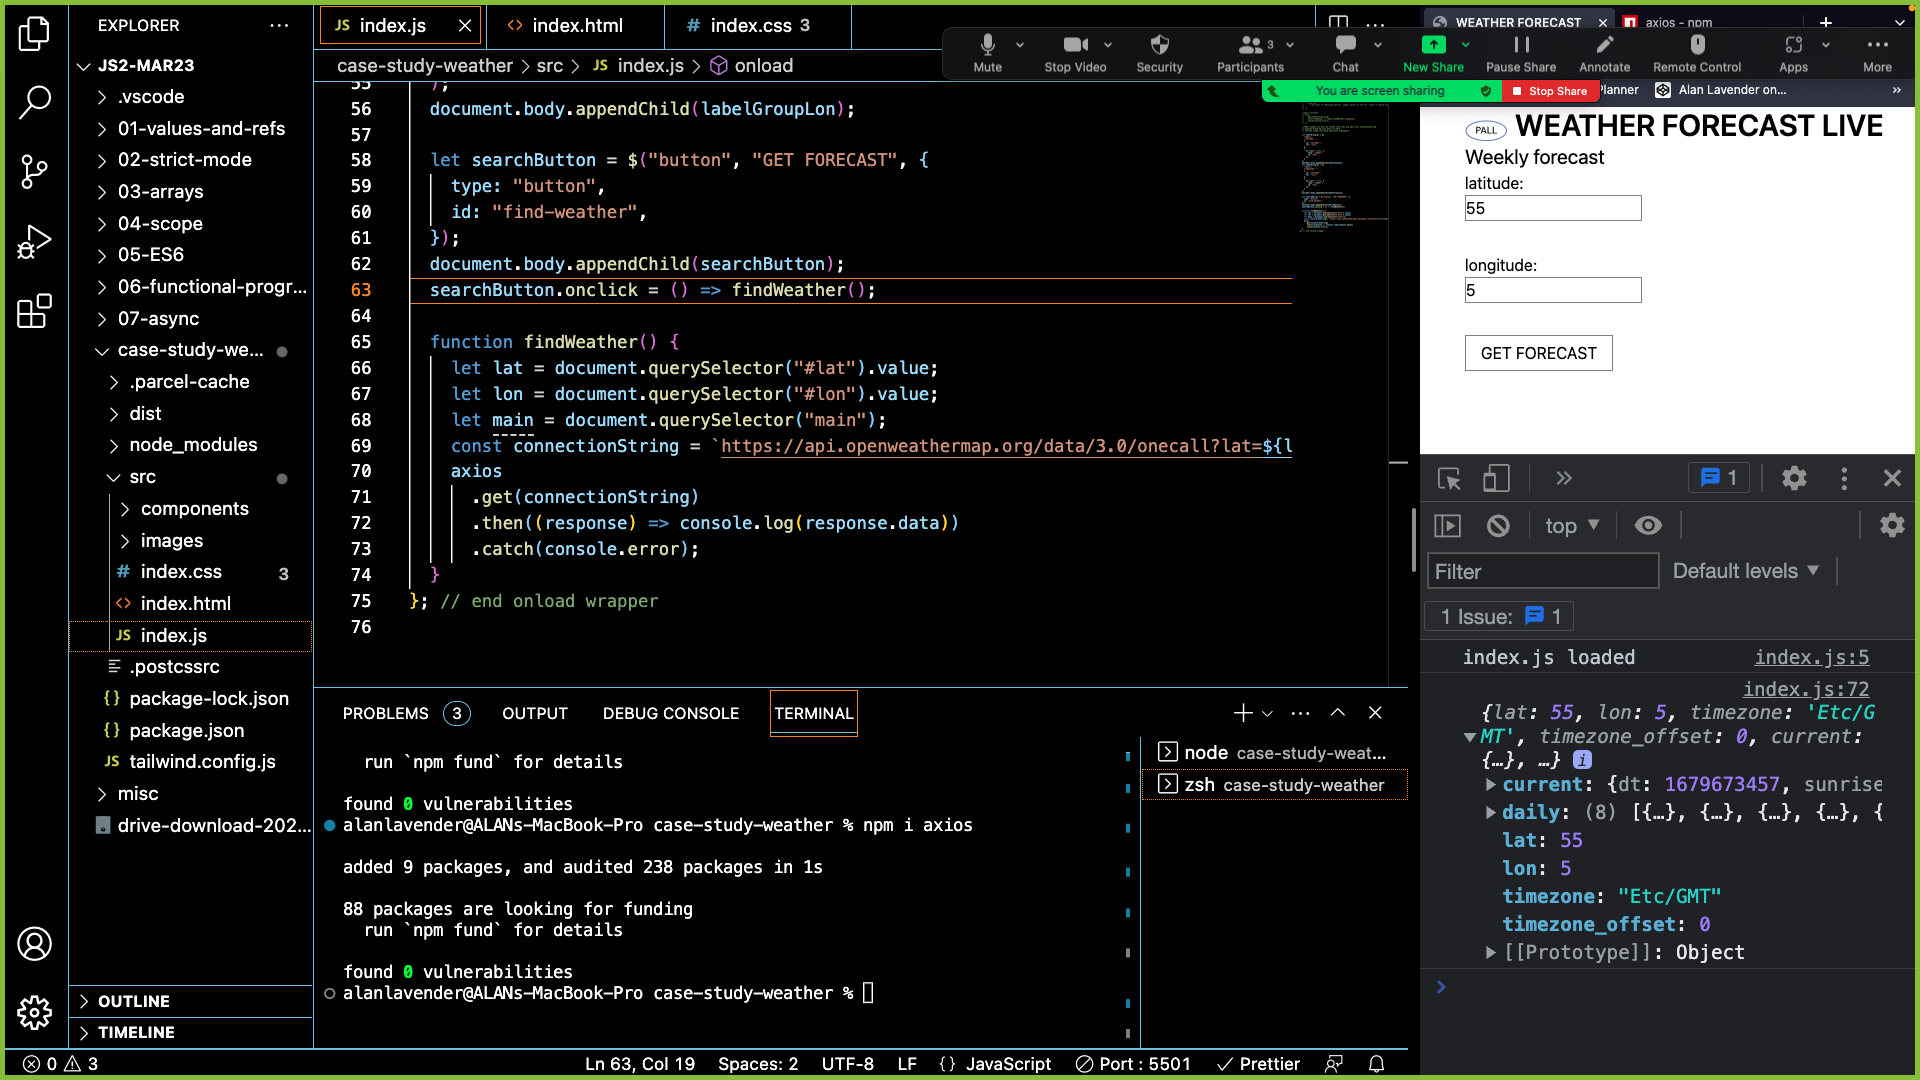 EXPLORER
JS2-MAR23
.vscode
01-values-and-refs
02-strict-mode
03-arrays
04-scope
05-ES6
06-functional-progr...
07-async
case-study-we...
.parcel-cache
dist
node_modules
src
components
images
# index.css 3
<> index.html
JS index.js
.postcssrc
{} package-lock.json
{} package.json
JS tailwind.config.js
misc
drive-download-202...
OUTLINE
TIMELINE
JS index.js
<> index.html
# index.css 3
case-study-weather > src > JS index.js > onload
55 );
56 document.body.appendChild(labelGroupLon);
57
58 let searchButton = $("button", "GET FORECAST", {
59 type: "button",
60 id: "find-weather",
61 });
62 document.body.appendChild(searchButton);
63 searchButton.onclick = () => findWeather();
64
65 function findWeather() {
66 let lat = document.querySelector("#lat").value;
67 let lon = document.querySelector("#lon").value;
68 let main = document.querySelector("main");
69 const connectionString = `https://api.openweathermap.org/data/3.0/onecall?lat=${l
70 axios
71 .get(connectionString)
72 .then((response) => console.log(response.data))
73 .catch(console.error);
74 }
75 }; // end onload wrapper
76
PROBLEMS 3 OUTPUT DEBUG CONSOLE TERMINAL
run `npm fund` for details
found 0 vulnerabilities
alanlavender@ALANs-MacBook-Pro case-study-weather % npm i axios
added 9 packages, and audited 238 packages in 1s
88 packages are looking for funding
run `npm fund` for details
found 0 vulnerabilities
alanlavender@ALANs-MacBook-Pro case-study-weather %
node case-study-weat...
zsh case-study-weather
0 3
Ln 63, Col 19 Spaces: 2 UTF-8 LF {} JavaScript Port : 5501 Prettier
Mute Stop Video Security Participants 3 Chat New Share Pause Share Annotate Remote Control Apps More
You are screen sharing Stop Share
WEATHER FORECAST
axios - npm
Planner
Alan Lavender on...
PALL WEATHER FORECAST LIVE
Weekly forecast
latitude:
55
longitude:
5
GET FORECAST
1
top
Filter
Default levels
1 Issue: 1
index.js loaded index.js:5
index.js:72
{lat: 55, lon: 5, timezone: 'Etc/G
MT', timezone_offset: 0, current:
{…}, …} i
current: {dt: 1679673457, sunrise
daily: (8) [{…}, {…}, {…}, {…}, {
lat: 55
lon: 5
timezone: "Etc/GMT"
timezone_offset: 0
[[Prototype]]: Object